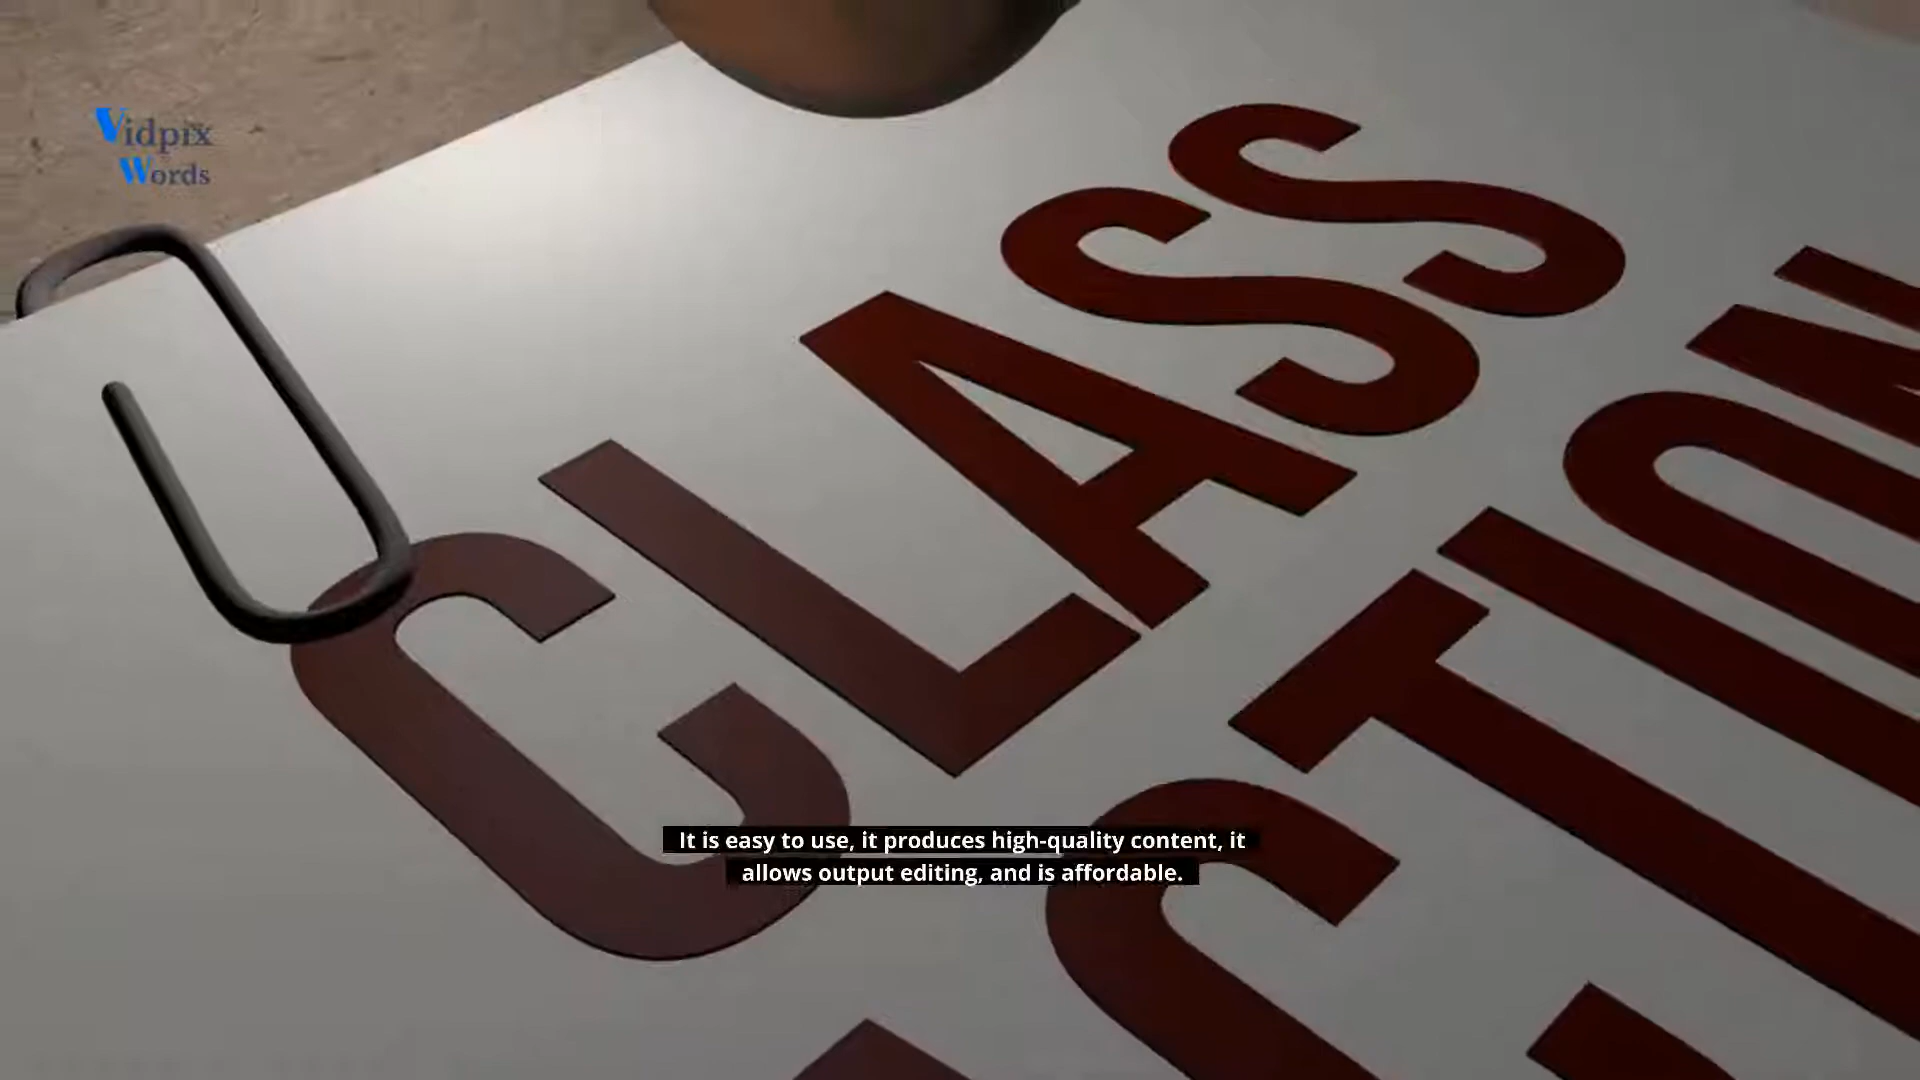 Vidpix
Words
CLASS
CTION
It is easy to use, it produces high-quality content, it
allows output editing, and is affordable.